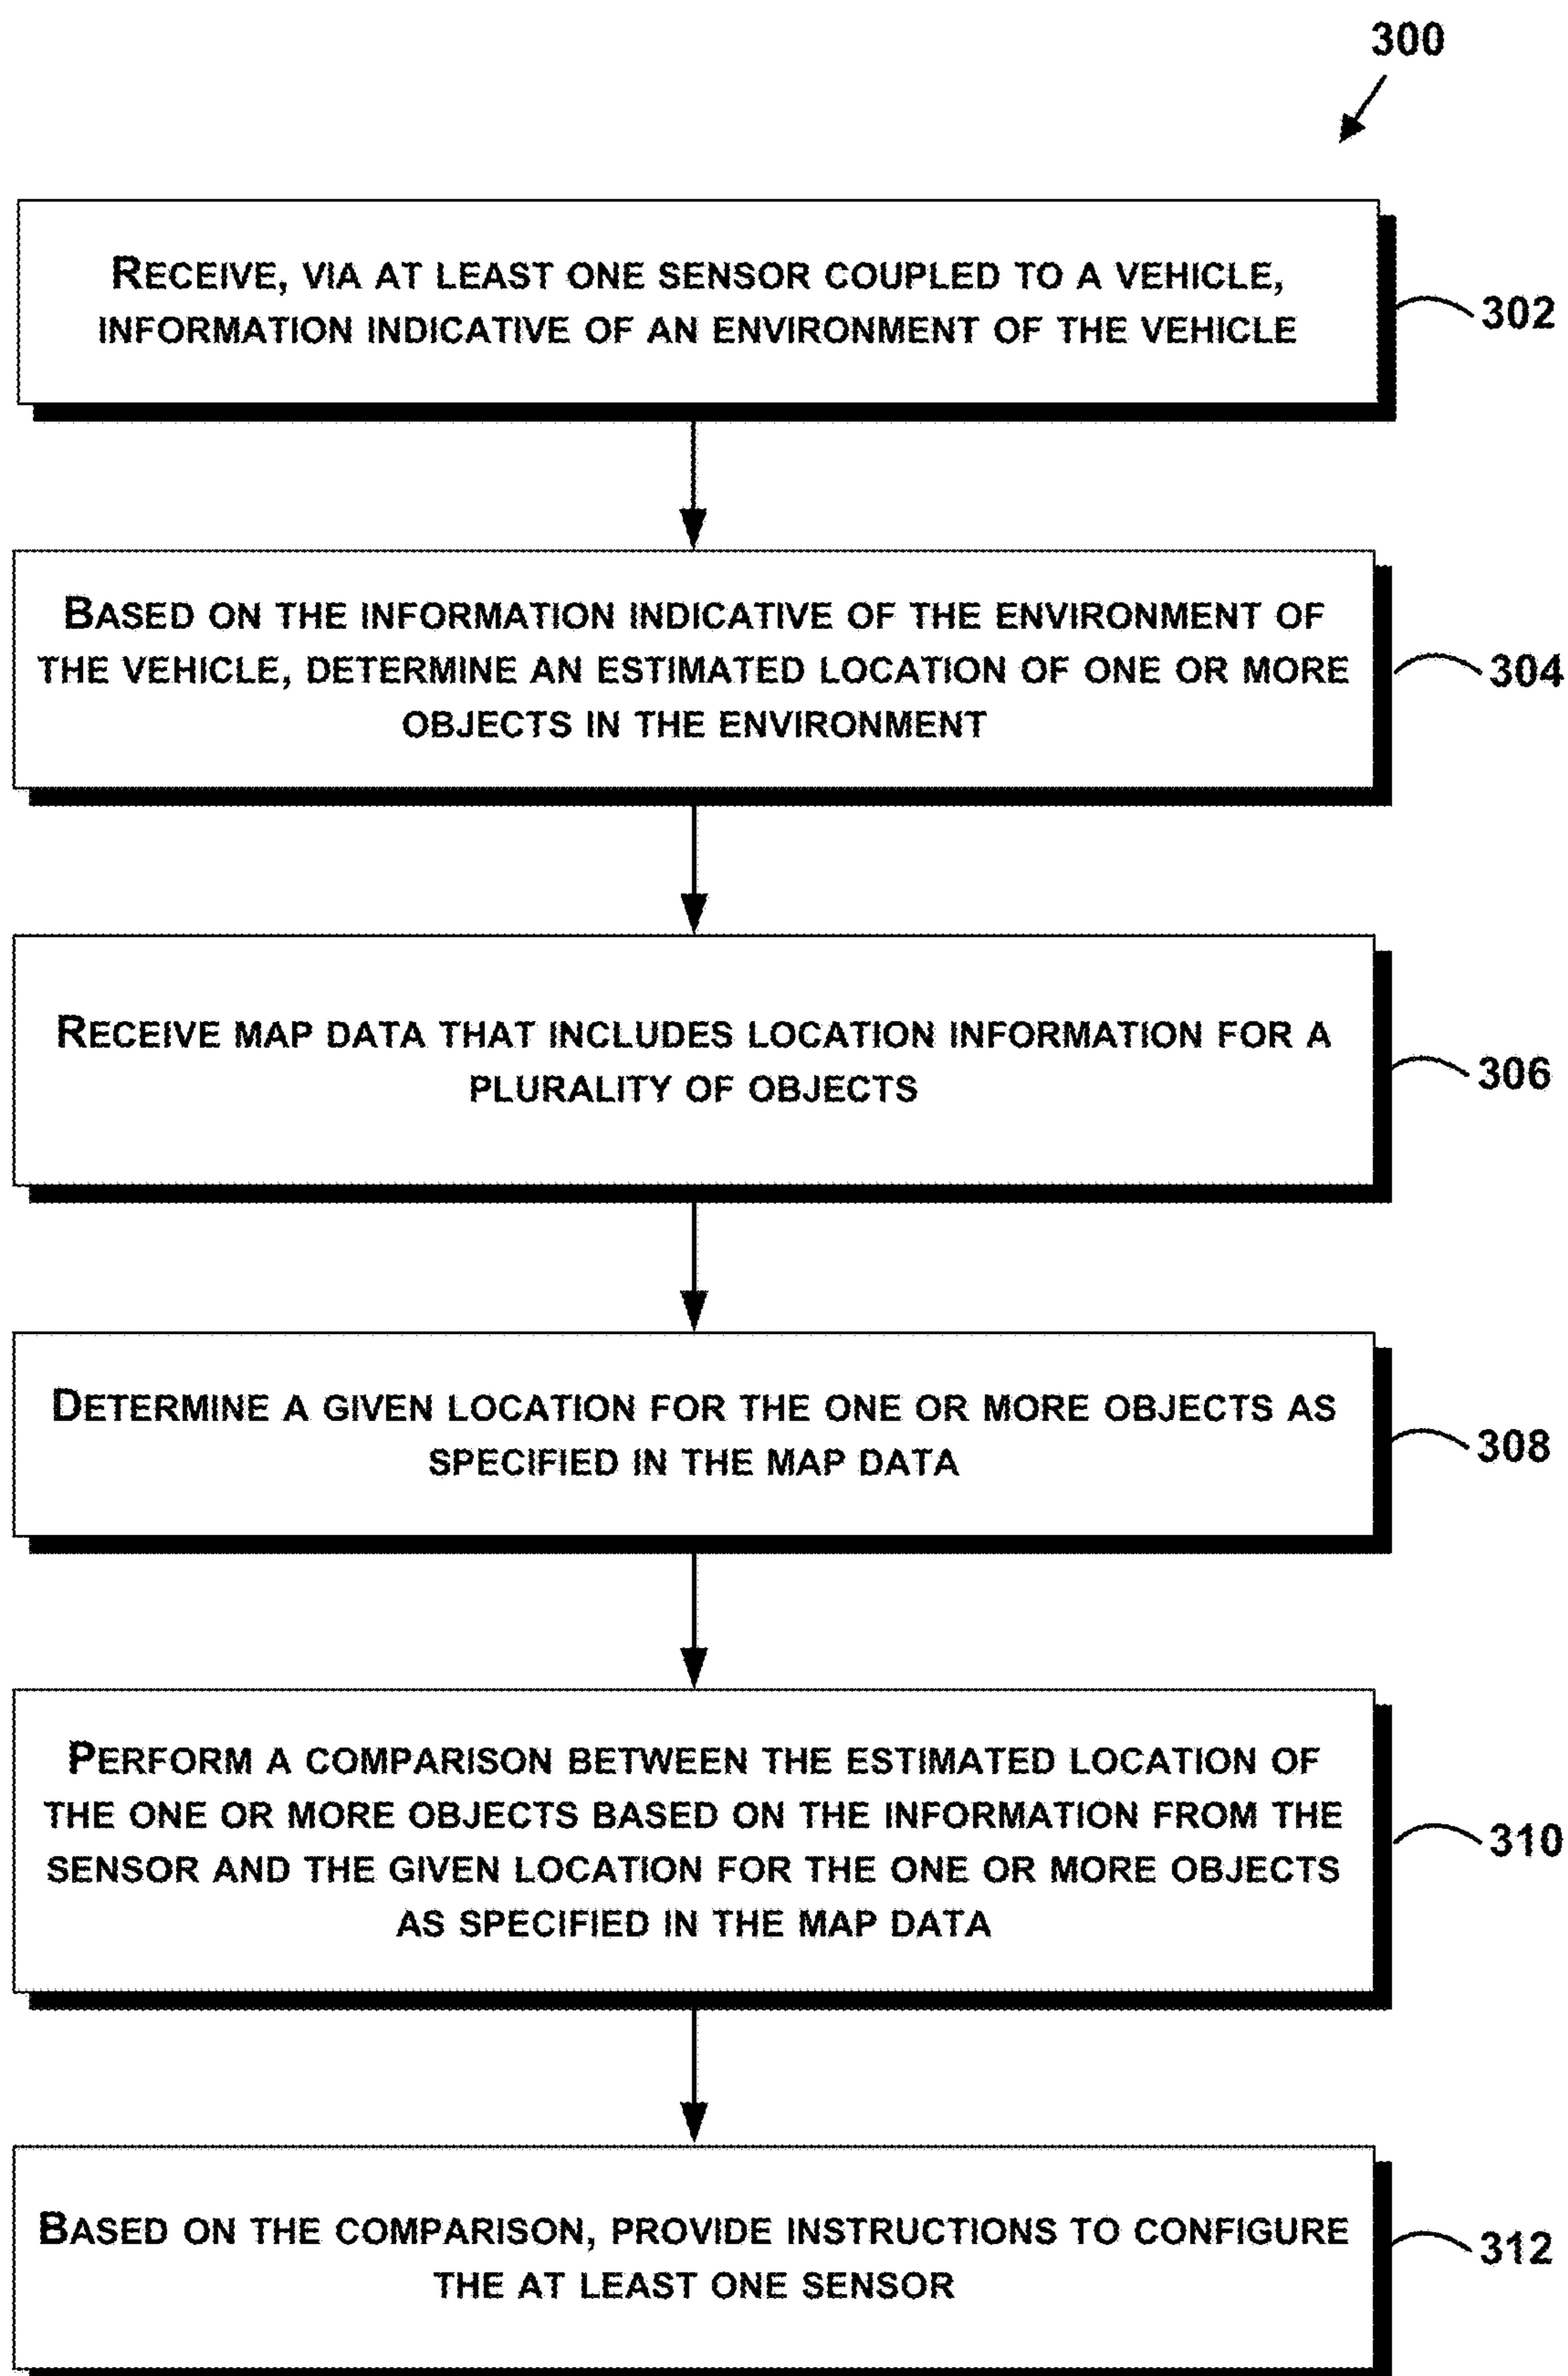 300
RECEIVE, VIA AT LEAST ONE SENSOR COUPLED TO A VEHICLE,
INFORMATION INDICATIVE OF AN ENVIRONMENT OF THE VEHICLE
302
BASED ON THE INFORMATION INDICATIVE OF THE ENVIRONMENT OF
THE VEHICLE, DETERMINE AN ESTIMATED LOCATION OF ONE OR MORE
OBJECTS IN THE ENVIRONMENT
304
RECEIVE MAP DATA THAT INCLUDES LOCATION INFORMATION FOR A
PLURALITY OF OBJECTS
306
DETERMINE A GIVEN LOCATION FOR THE ONE OR MORE OBJECTS AS
SPECIFIED IN THE MAP DATA
308
PERFORM A COMPARISON BETWEEN THE ESTIMATED LOCATION OF
THE ONE OR MORE OBJECTS BASED ON THE INFORMATION FROM THE
SENSOR AND THE GIVEN LOCATION FOR THE ONE OR MORE OBJECTS
AS SPECIFIED IN THE MAP DATA
310
BASED ON THE COMPARISON, PROVIDE INSTRUCTIONS TO CONFIGURE
THE AT LEAST ONE SENSOR
312